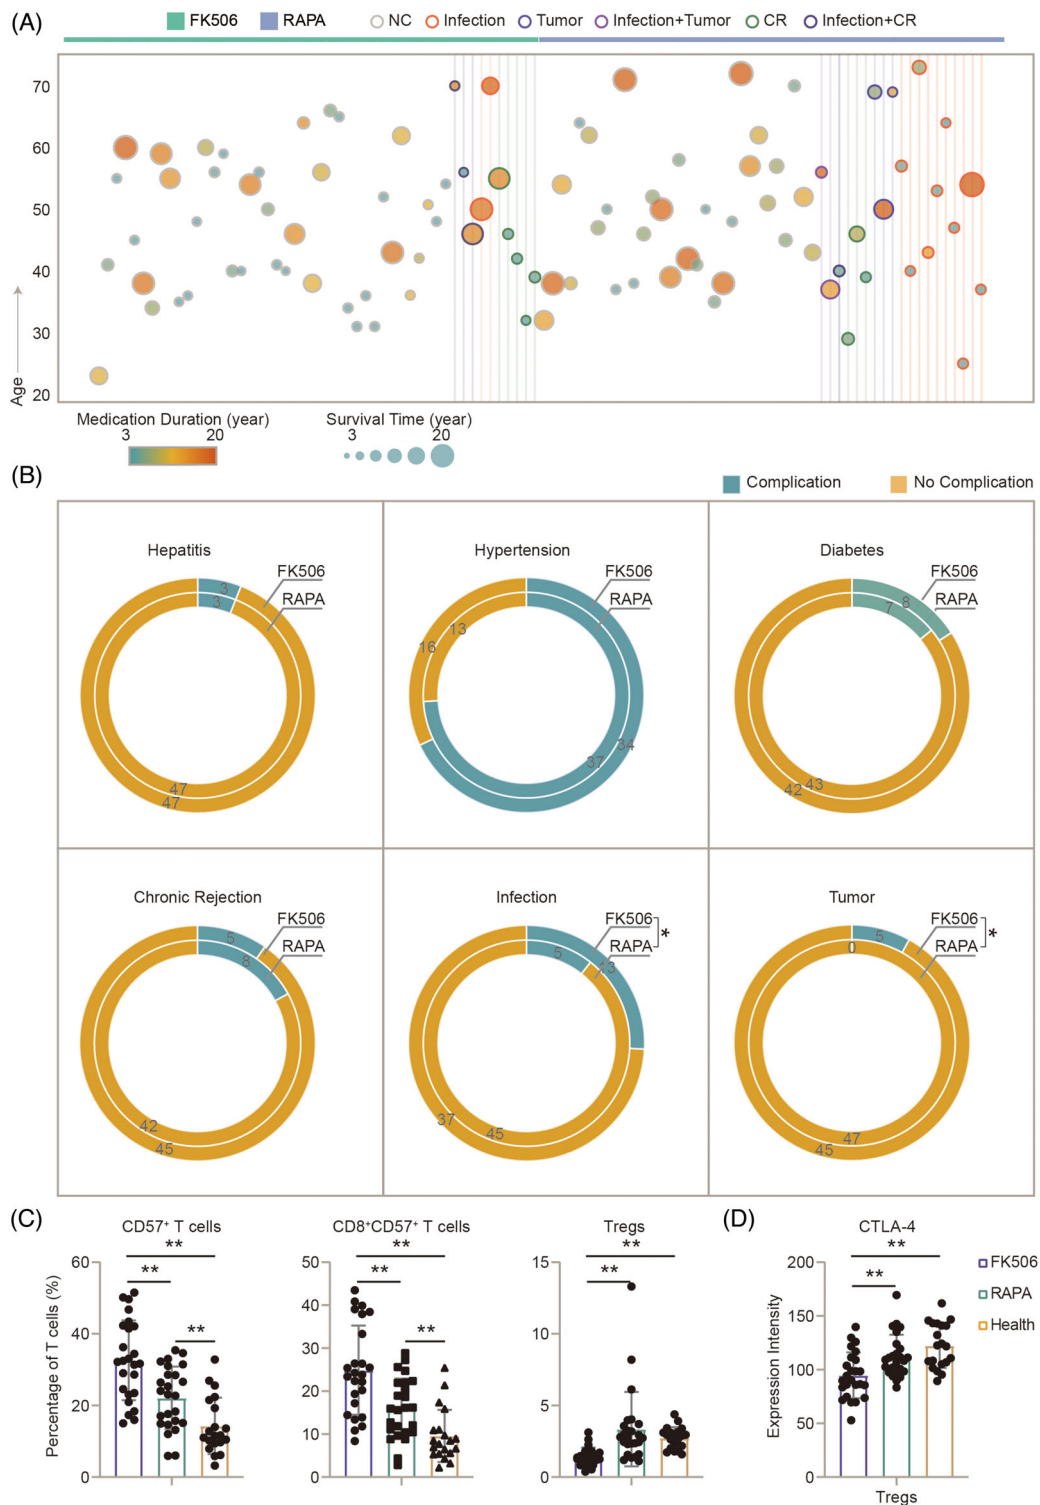 (A)
FK506 RAPA NC Infection Tumor Infection+Tumor CR Infection+CR
70
60
50
40
30
20
Age
Medication Duration (year)
3 20
Survival Time (year)
3 20
(B)
Complication No Complication
Hepatitis
FK506
RAPA
3
3
47
47
Hypertension
FK506
RAPA
13
16
34
37
Diabetes
FK506
RAPA
8
7
43
42
Chronic Rejection
FK506
RAPA
5
8
42
45
Infection
FK506
RAPA
*
5
13
37
45
Tumor
FK506
RAPA
*
5
0
47
45
(C)
CD57⁺ T cells
Percentage of T cells (%)
60
40
20
0
**
**
**
CD8⁺CD57⁺ T cells
50
40
30
20
10
0
**
**
**
Tregs
15
10
5
0
**
**
(D)
CTLA-4
Expression Intensity
200
150
100
50
0
**
**
Tregs
FK506
RAPA
Health